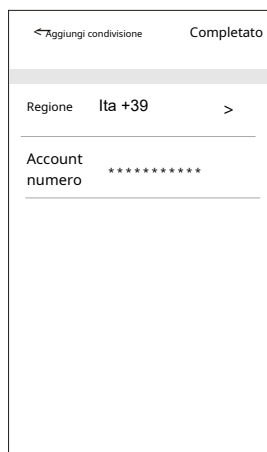 Aggiungi condivisione Completato
Regione Ita +39 >
Account
numero ***********